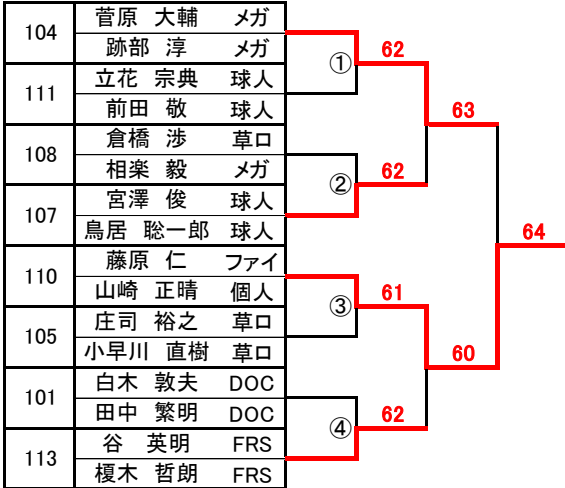 104 菅原 大輔 メガ
跡部 淳 メガ
① 62
111 立花 宗典 球人
前田 敬 球人
63
108 倉橋 渉 草ロ
相楽 毅 メガ
② 62
107 宮澤 俊 球人
鳥居 聡一郎 球人
64
110 藤原 仁 ファイ
山崎 正晴 個人
③ 61
105 庄司 裕之 草ロ
小早川 直樹 草ロ
60
101 白木 敦夫 DOC
田中 繁明 DOC
④ 62
113 谷 英明 FRS
榎木 哲朗 FRS